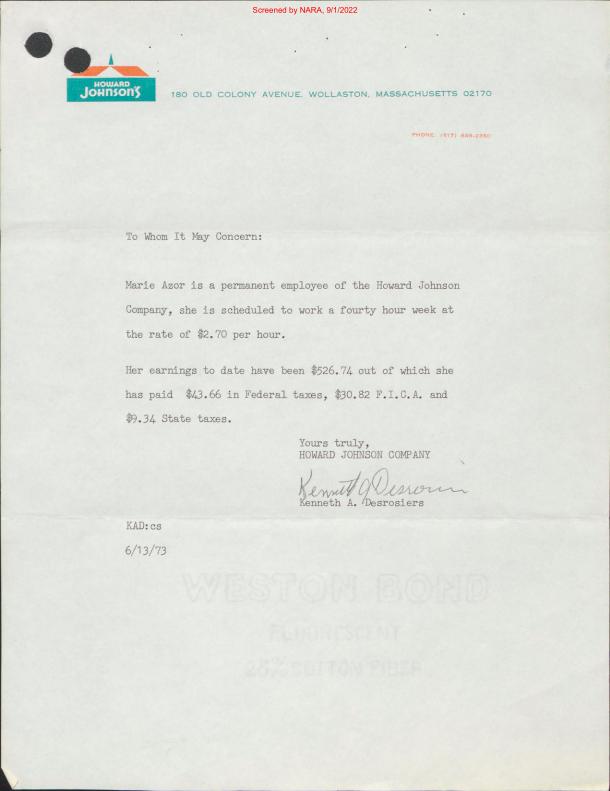 Screened by NARA, 9/1/2022
HOWARD
JOHNSON'S
180 OLD COLONY AVENUE, WOLLASTON, MASSACHUSETTS 02170
PHONE: (617)
To Whom It May Concern:
Marie Azor is a permanent employee of the Howard Johnson
Company, she is scheduled to work a fourty hour week at
the rate of $2.70 per hour.
Her earnings to date have been $526.74 out of which she
has paid $43.66 in Federal taxes, $30.82 F.I.C.A. and
$9.34 State taxes.
Yours truly,
HOWARD JOHNSON COMPANY
Kenneth A. Desrosiers
KAD:cs
6/13/73
WESTON BOND
FLUORESCENT
25% COTTON FIBER